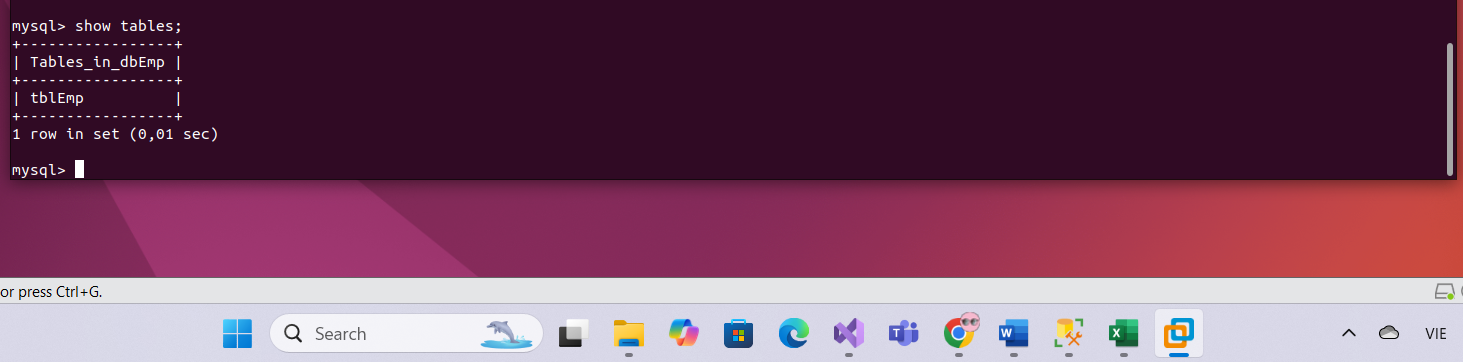 mysql> show tables;
+-----------------+
| Tables_in_dbEmp |
+-----------------+
| tblEmp          |
+-----------------+
1 row in set (0,01 sec)
mysql>
or press Ctrl+G.
Search
VIE